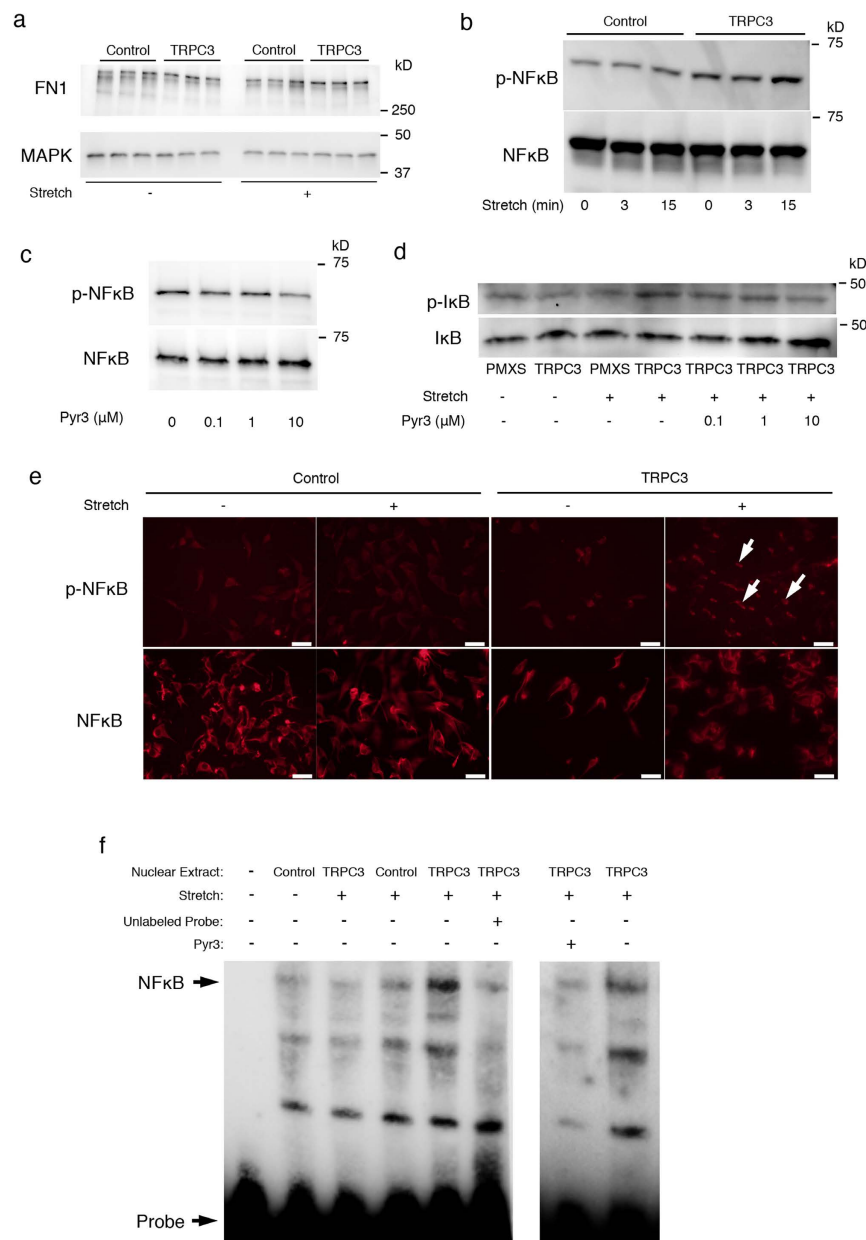 a
Control TRPC3 Control TRPC3
kD
FN1
250
50
MAPK
37
Stretch - +
b
Control TRPC3
kD
75
p-NFκB
75
NFκB
Stretch (min) 0 3 15 0 3 15
c
kD
75
p-NFκB
75
NFκB
Pyr3 (μM) 0 0.1 1 10
d
kD
50
p-IκB
50
IκB
PMXS TRPC3 PMXS TRPC3 TRPC3 TRPC3 TRPC3
Stretch - - + + + + +
Pyr3 (μM) - - - - 0.1 1 10
e
Control TRPC3
Stretch - + - +
p-NFκB
NFκB
f
Nuclear Extract: - Control TRPC3 Control TRPC3 TRPC3 TRPC3 TRPC3
Stretch: - - + + + + + +
Unlabeled Probe: - - - - - + - -
Pyr3: - - - - - - + -
NFκB
Probe